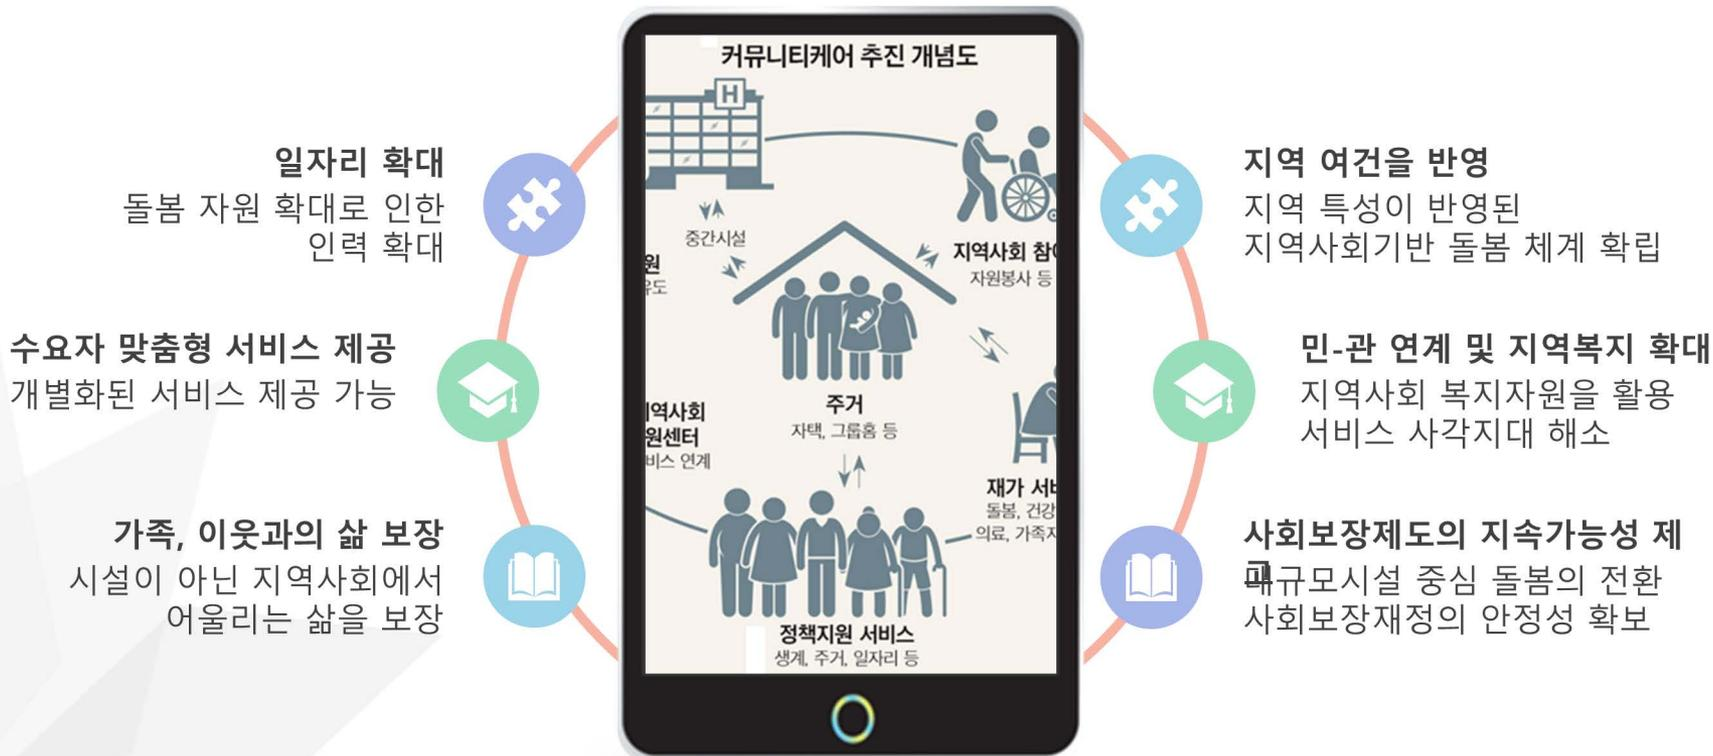 일자리 확대
돌봄 자원 확대로 인한
인력 확대
수요자 맞춤형 서비스 제공
개별화된 서비스 제공 가능
가족, 이웃과의 삶 보장
시설이 아닌 지역사회에서
어울리는 삶을 보장
커뮤니티케어 추진 개념도
H
중간시설
원
지역사회 참
자원봉사 등
주거
자택, 그룹홈 등
역사회
원센터
비스 연계
재가 서
돌봄, 건강
의료, 가족
정책지원 서비스
생계, 주거, 일자리 등
지역 여건을 반영
지역 특성이 반영된
지역사회기반 돌봄 체계 확립
민-관 연계 및 지역복지 확대
지역사회 복지자원을 활용
서비스 사각지대 해소
사회보장제도의 지속가능성 제
고
대규모시설 중심 돌봄의 전환
사회보장재정의 안정성 확보